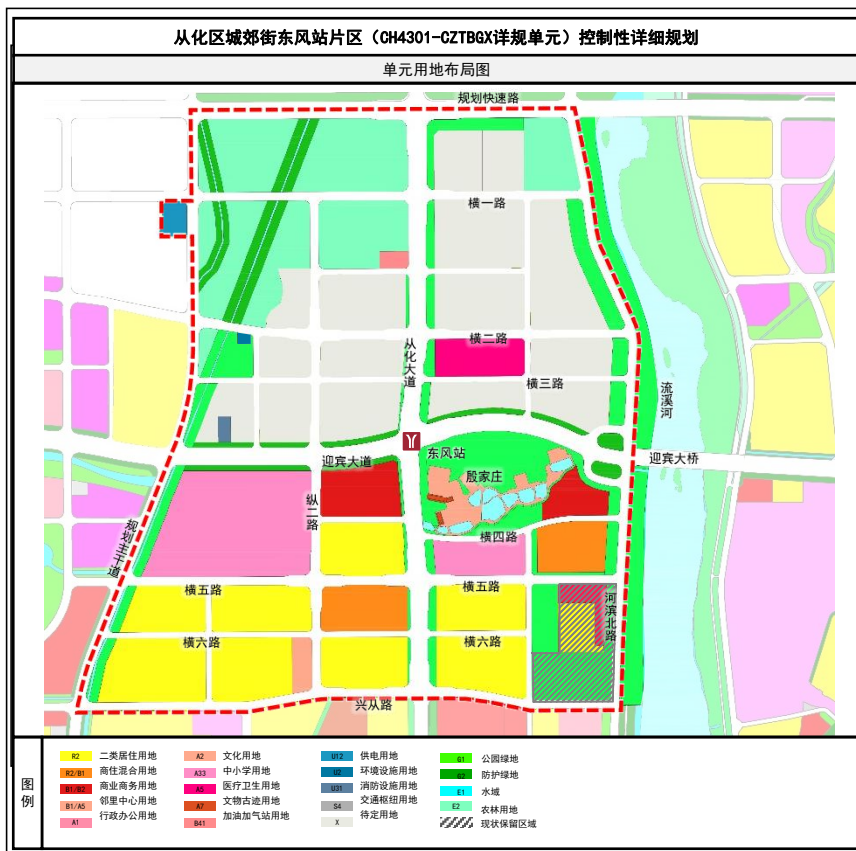 从化区城郊街东风站片区（CH4301-CZTBGX详规单元）控制性详细规划
单元用地布局图
规划快速路
横一路
横二路
从化大道
横三路
流溪河
东风站
迎宾大道
迎宾大桥
殷家庄
纵二路
横四路
规划主干道
横五路
横五路
河滨北路
横六路
横六路
兴从路
图例
R2 二类居住用地
R2/B1 商住混合用地
B1/B2 商业商务用地
B1/A5 邻里中心用地
A1 行政办公用地
A2 文化用地
A33 中小学用地
A5 医疗卫生用地
A7 文物古迹用地
B41 加油加气站用地
U12 供电用地
U2 环境设施用地
U31 消防设施用地
S4 交通枢纽用地
X 待定用地
G1 公园绿地
G2 防护绿地
E1 水域
E2 农林用地
现状保留区域